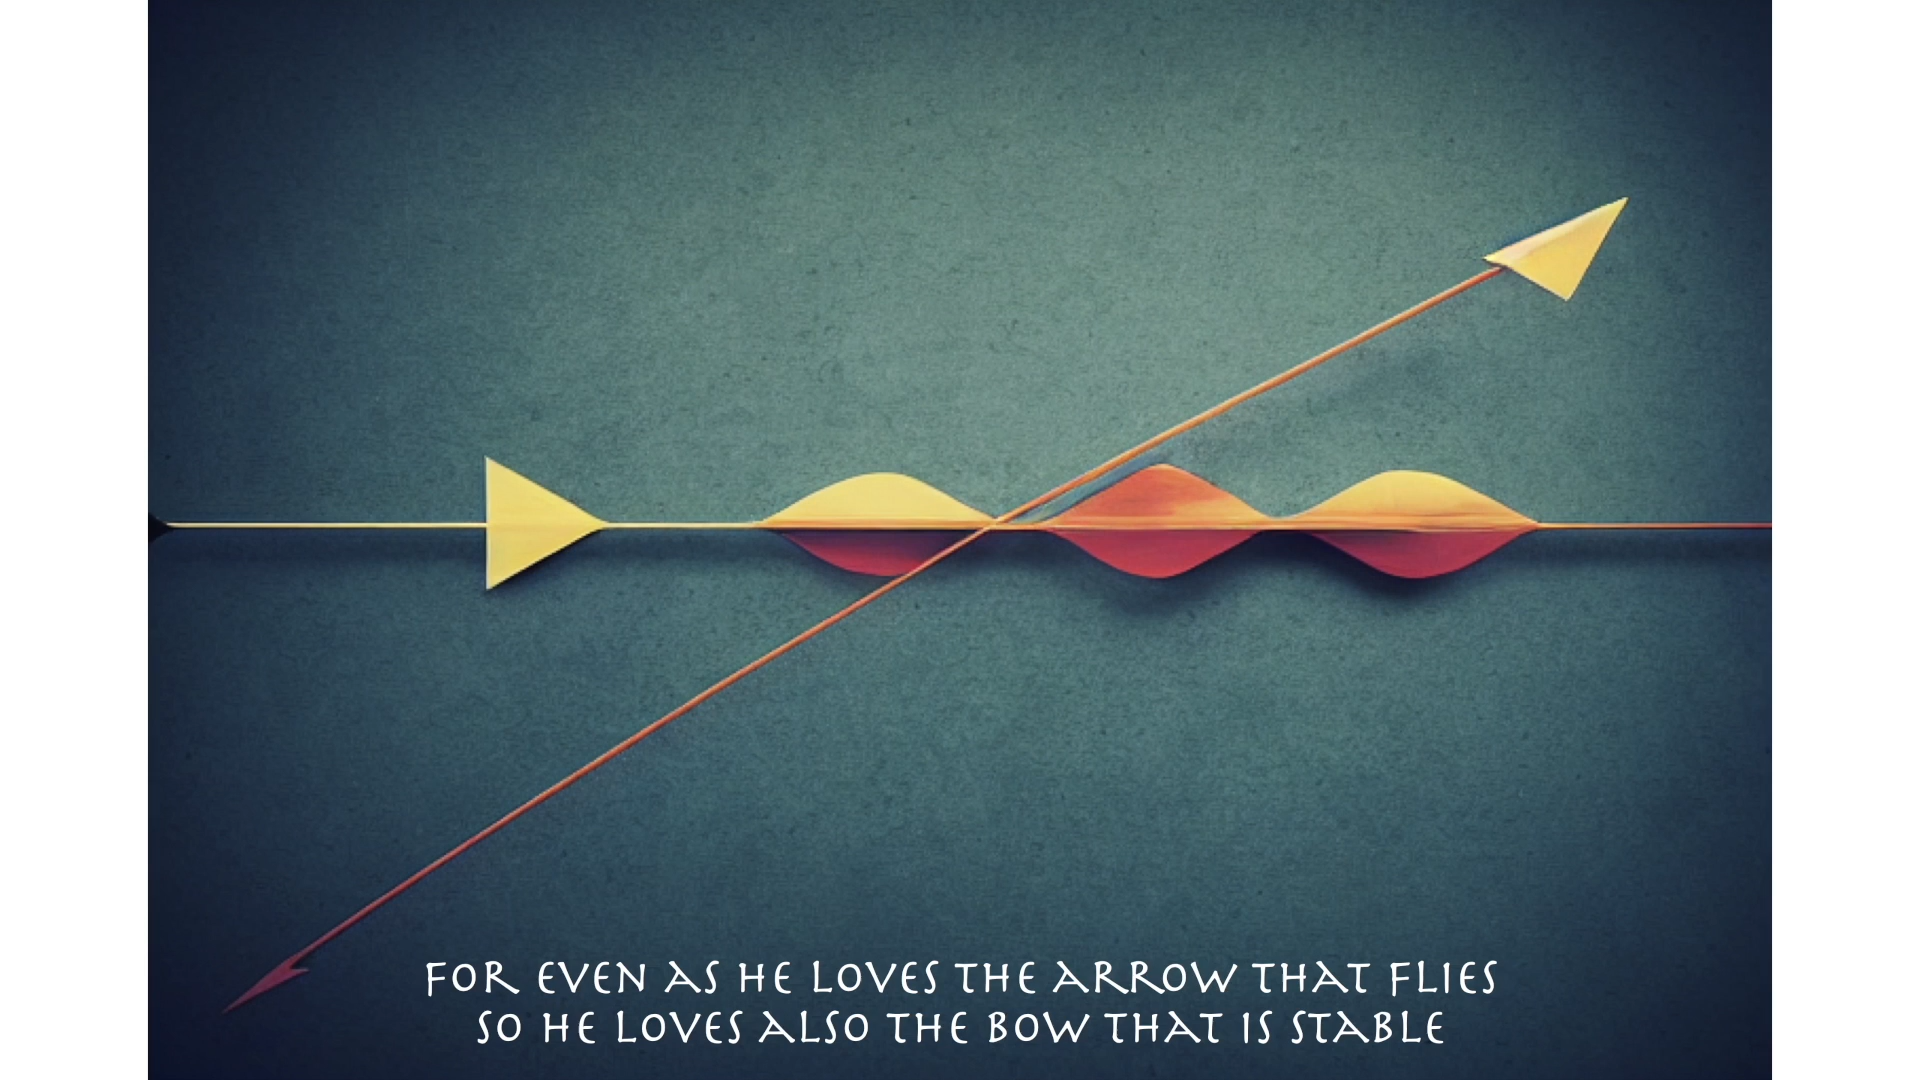 FOR EVEN AS HE LOVES THE ARROW THAT FLIES
SO HE LOVES ALSO THE BOW THAT IS STABLE